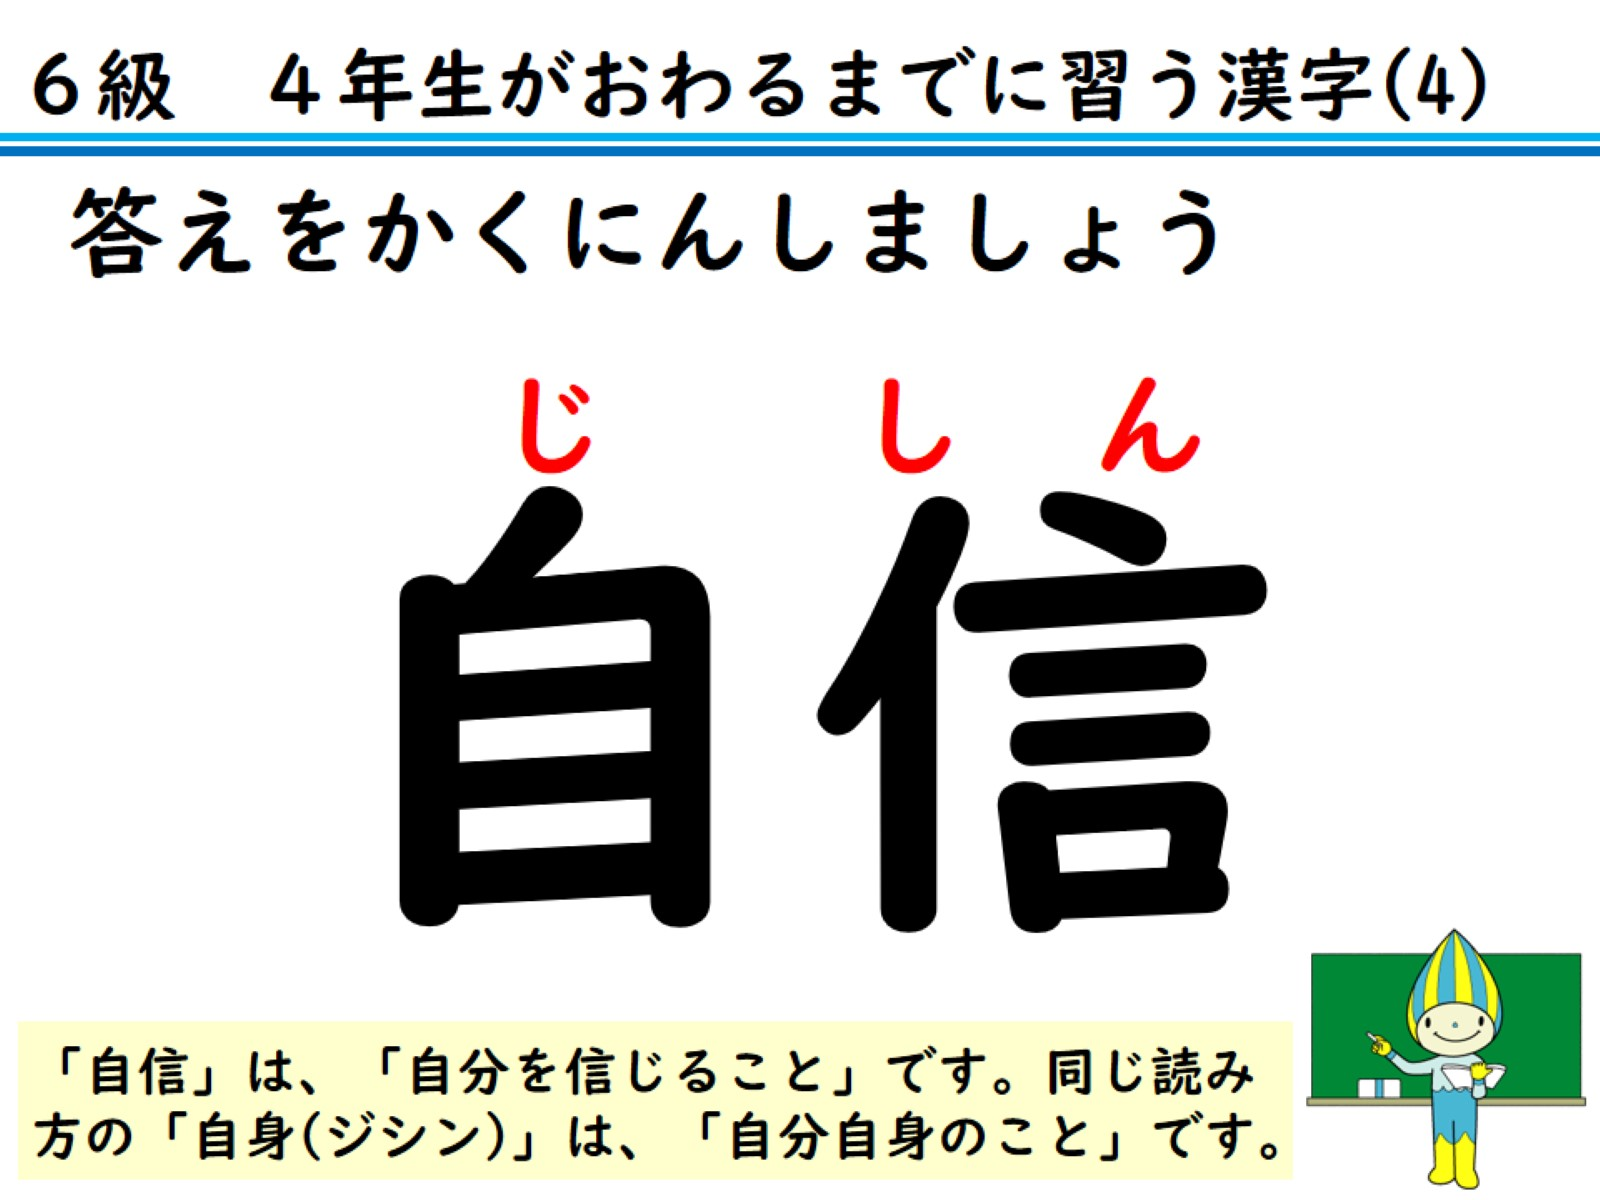 ６級　４年生がおわるまでに習う漢字(4)
答えをかくにんしましょう
じ　しん
自信
「自信」は、「自分を信じること」です。同じ読み
方の「自身(ジシン)」は、「自分自身のこと」です。